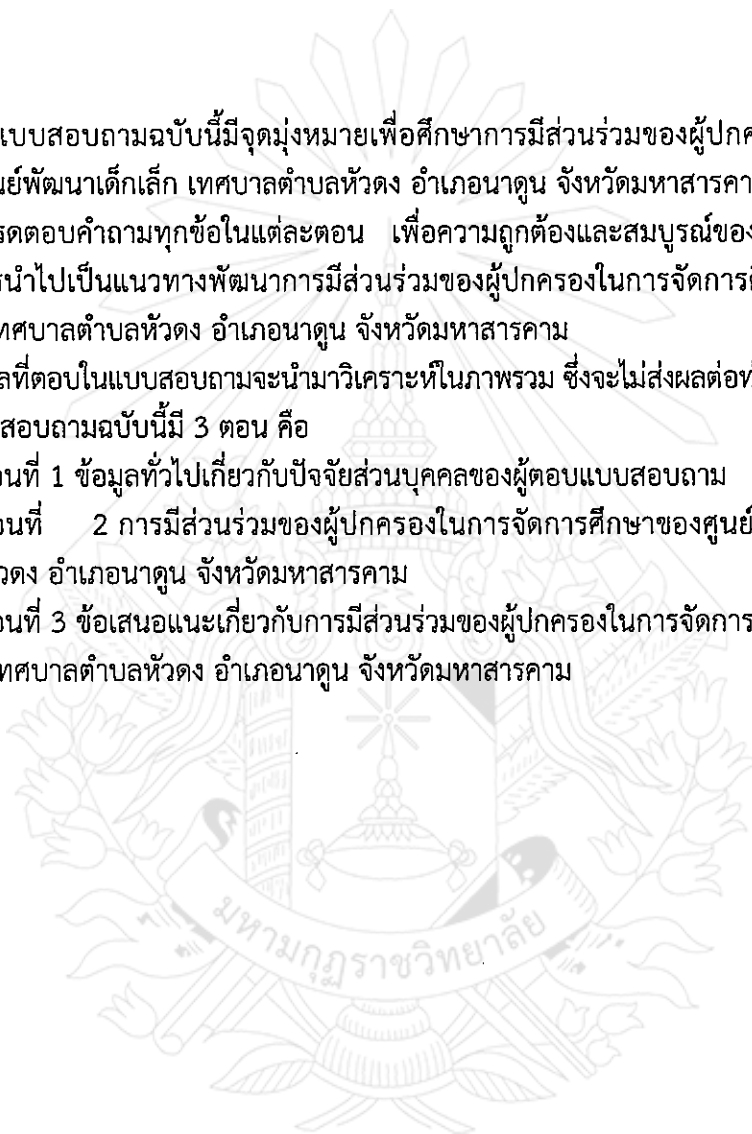 แบบสอบถามฉบับนี้มีจุดมุ่งหมายเพื่อศึกษาการมีส่วนร่วมของผู้ปก
พัฒนาเด็กเล็ก เทศบาลตำบลหัวดง อำเภอนาดูน จังหวัดมหาสารคา
ตอบคำถามทุกข้อในแต่ละตอน เพื่อความถูกต้องและสมบูรณ์ของ
นำไปเป็นแนวทางพัฒนาการมีส่วนร่วมของผู้ปกครองในการจัดการ
ทศบาลตำบลหัวดง อำเภอนาดูน จังหวัดมหาสารคาม
ลที่ตอบในแบบสอบถามจะนำมาวิเคราะห์ในภาพรวม ซึ่งจะไม่ส่งผลต่อ
สอบถามฉบับนี้มี 3 ตอน คือ
อนที่ 1 ข้อมูลทั่วไปเกี่ยวกับปัจจัยส่วนบุคคลของผู้ตอบแบบสอบถาม
อนที่ 2 การมีส่วนร่วมของผู้ปกครองในการจัดการศึกษาของศูนย์
วดง อำเภอนาดูน จังหวัดมหาสารคาม
อนที่ 3 ข้อเสนอแนะเกี่ยวกับการมีส่วนร่วมของผู้ปกครองในการจัดการ
ทศบาลตำบลหัวดง อำเภอนาดูน จังหวัดมหาสารคาม
มหามกุฏราชวิทยาลัย